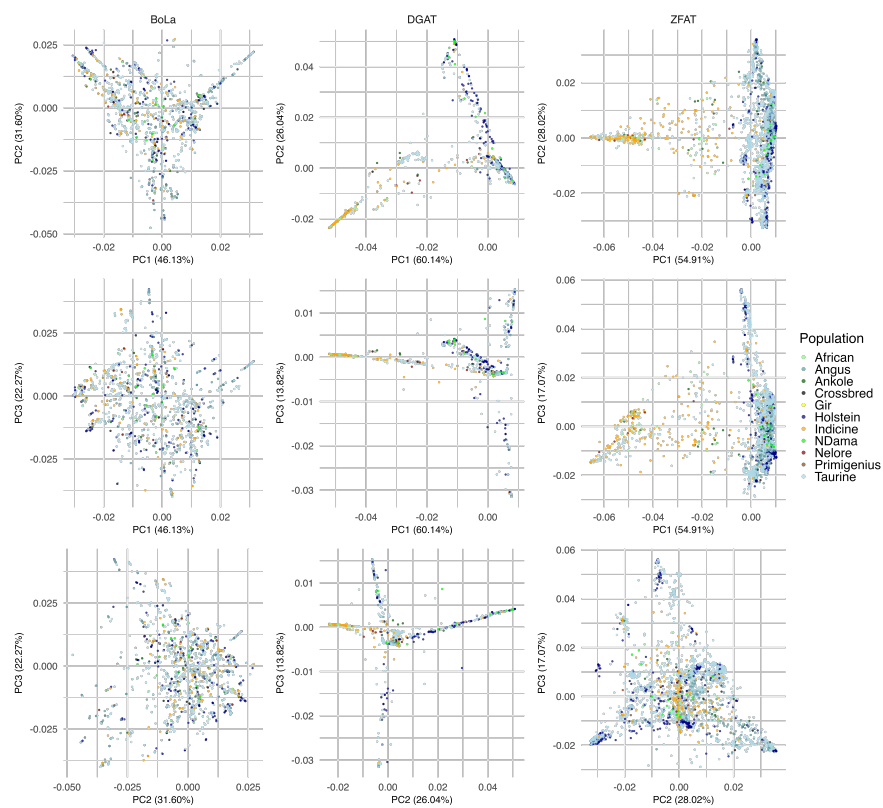 BoLa
DGAT
ZFAT
PC2 (31.60%)
0.025
0.000
-0.025
-0.050
-0.02
0.00
0.02
PC1 (46.13%)
PC2 (26.04%)
0.04
0.02
0.00
-0.02
-0.04
-0.02
0.00
PC1 (60.14%)
PC2 (28.02%)
0.02
0.00
-0.02
-0.06
-0.04
-0.02
0.00
PC1 (54.91%)
PC3 (22.27%)
0.025
0.000
-0.025
-0.02
0.00
0.02
PC1 (46.13%)
PC3 (13.82%)
0.01
0.00
-0.01
-0.02
-0.03
-0.04
-0.02
0.00
PC1 (60.14%)
PC3 (17.07%)
0.06
0.04
0.02
0.00
-0.02
-0.06
-0.04
-0.02
0.00
PC1 (54.91%)
Population
African
Angus
Ankole
Crossbred
Gir
Holstein
Indicine
NDama
Nelore
Primigenius
Taurine
PC3 (22.27%)
0.025
0.000
-0.025
-0.050
-0.025
0.000
0.025
PC2 (31.60%)
PC3 (13.82%)
0.01
0.00
-0.01
-0.02
-0.03
-0.02
0.00
0.02
0.04
PC2 (26.04%)
PC3 (17.07%)
0.06
0.04
0.02
0.00
-0.02
-0.02
0.00
0.02
PC2 (28.02%)